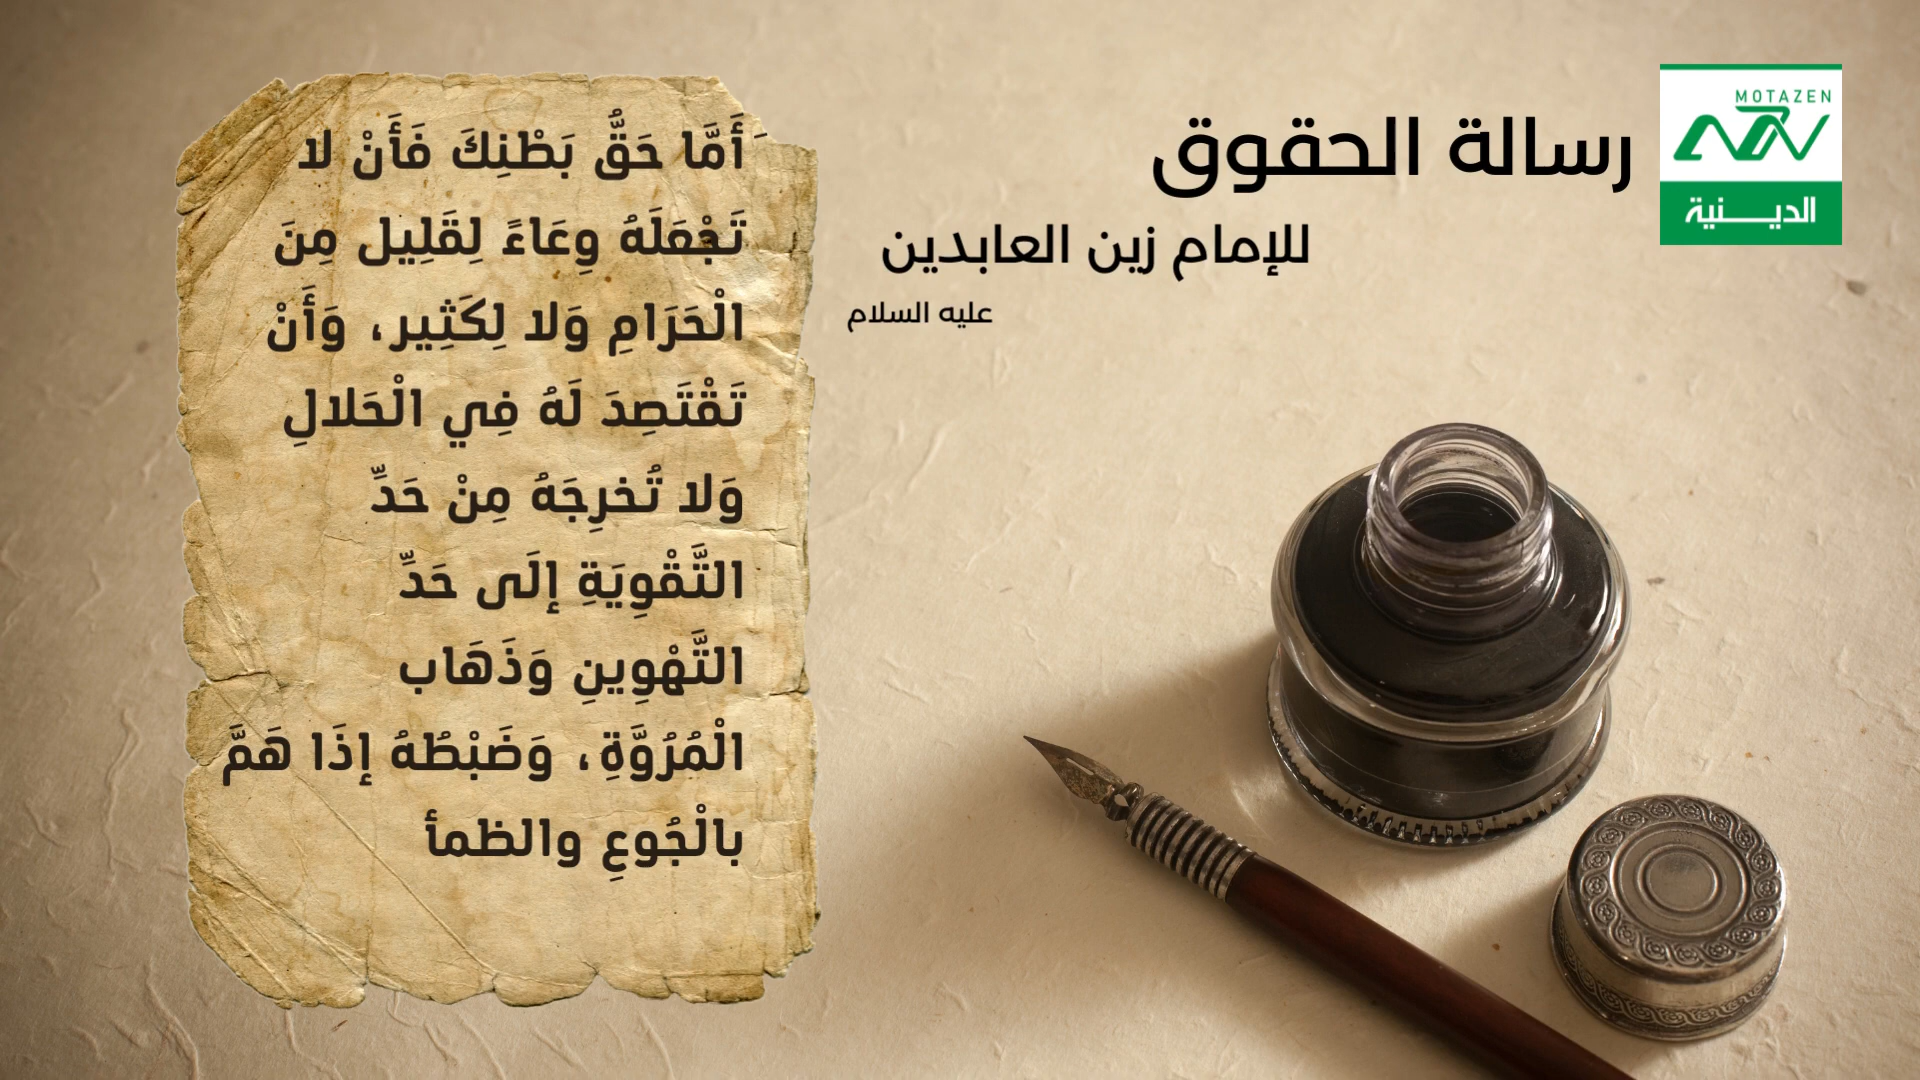 MOTAZEN
الدينية
رسالة الحقوق
للإمام زين العابدين
عليه السلام
َأَمَّا حَقُّ بَطْنِكَ فَأَنْ لا
تَجْعَلَهُ وِعَاءً لِقَلِيل مِنَ
الْحَرَامِ وَلا لِكَثِير، وَأَنْ
تَقْتَصِدَ لَهُ فِي الْحَلالِ
وَلا تُخرِجَهُ مِنْ حَدِّ
التَّقْوِيَةِ إلَى حَدِّ
التَّهْوِينِ وَذَهَاب
الْمُرُوَّةِ، وَضَبْطُهُ إذَا هَمَّ
بالْجُوعِ والظمأ